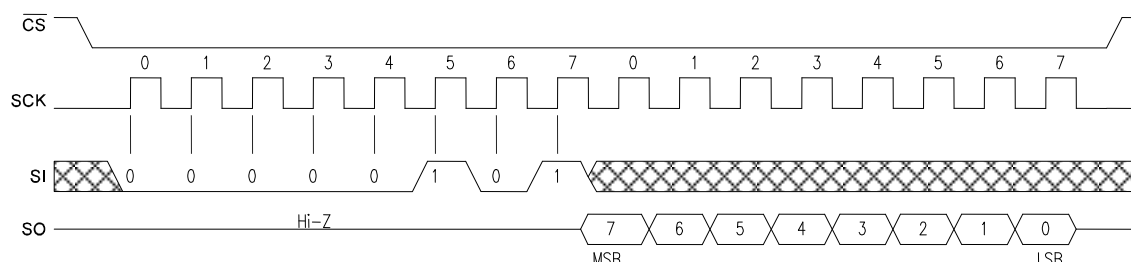 CS
0 1 2 3 4 5 6 7 0 1 2 3 4 5 6 7
SCK
SI 0 0 0 0 0 1 0 1
Hi-Z
SO 7 6 5 4 3 2 1 0
MSB LSB